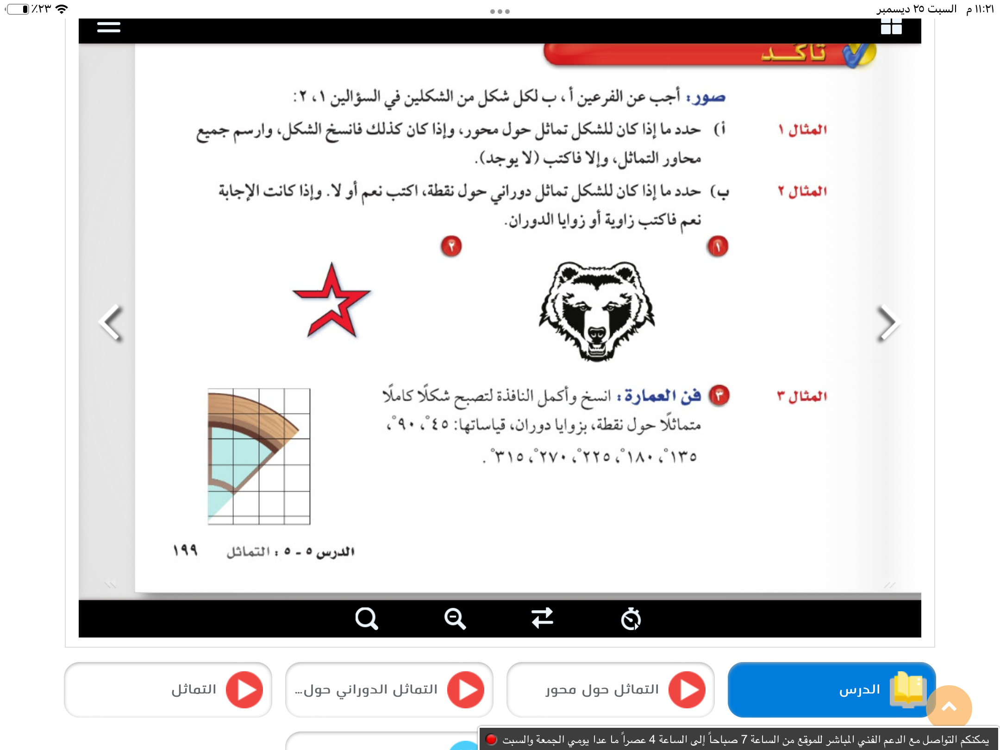 ١١:٢١ م السبت ٢٥ ديسمبر
٢٣٪
تأكد
صور: أجب عن الفرعين أ، ب لكل شكل من الشكلين في السؤالين ١، ٢:
المثال ١ أ) حدد ما إذا كان للشكل تماثل حول محور، وإذا كان كذلك فانسخ الشكل، وارسم جميع
محاور التماثل، وإلا فاكتب (لا يوجد).
المثال ٢ ب) حدد ما إذا كان للشكل تماثل دوراني حول نقطة، اكتب نعم أو لا. وإذا كانت الإجابة
نعم فاكتب زاوية أو زوايا الدوران.
١ ٢
المثال ٣ ٣ فن العمارة: انسخ وأكمل النافذة لتصبح شكلًا كاملًا
متماثلًا حول نقطة، بزوايا دوران، قياساتها: ٤٥°، ٩٠°،
١٣٥°، ١٨٠°، ٢٢٥°، ٢٧٠°، ٣١٥°.
الدرس ٥ - ٥ : التماثل ١٩٩
الدرس
التماثل حول محور
التماثل الدوراني حول...
التماثل
يمكنكم التواصل مع الدعم الفني المباشر للموقع من الساعة 7 صباحاً إلى الساعة 4 عصراً ما عدا يومي الجمعة والسبت